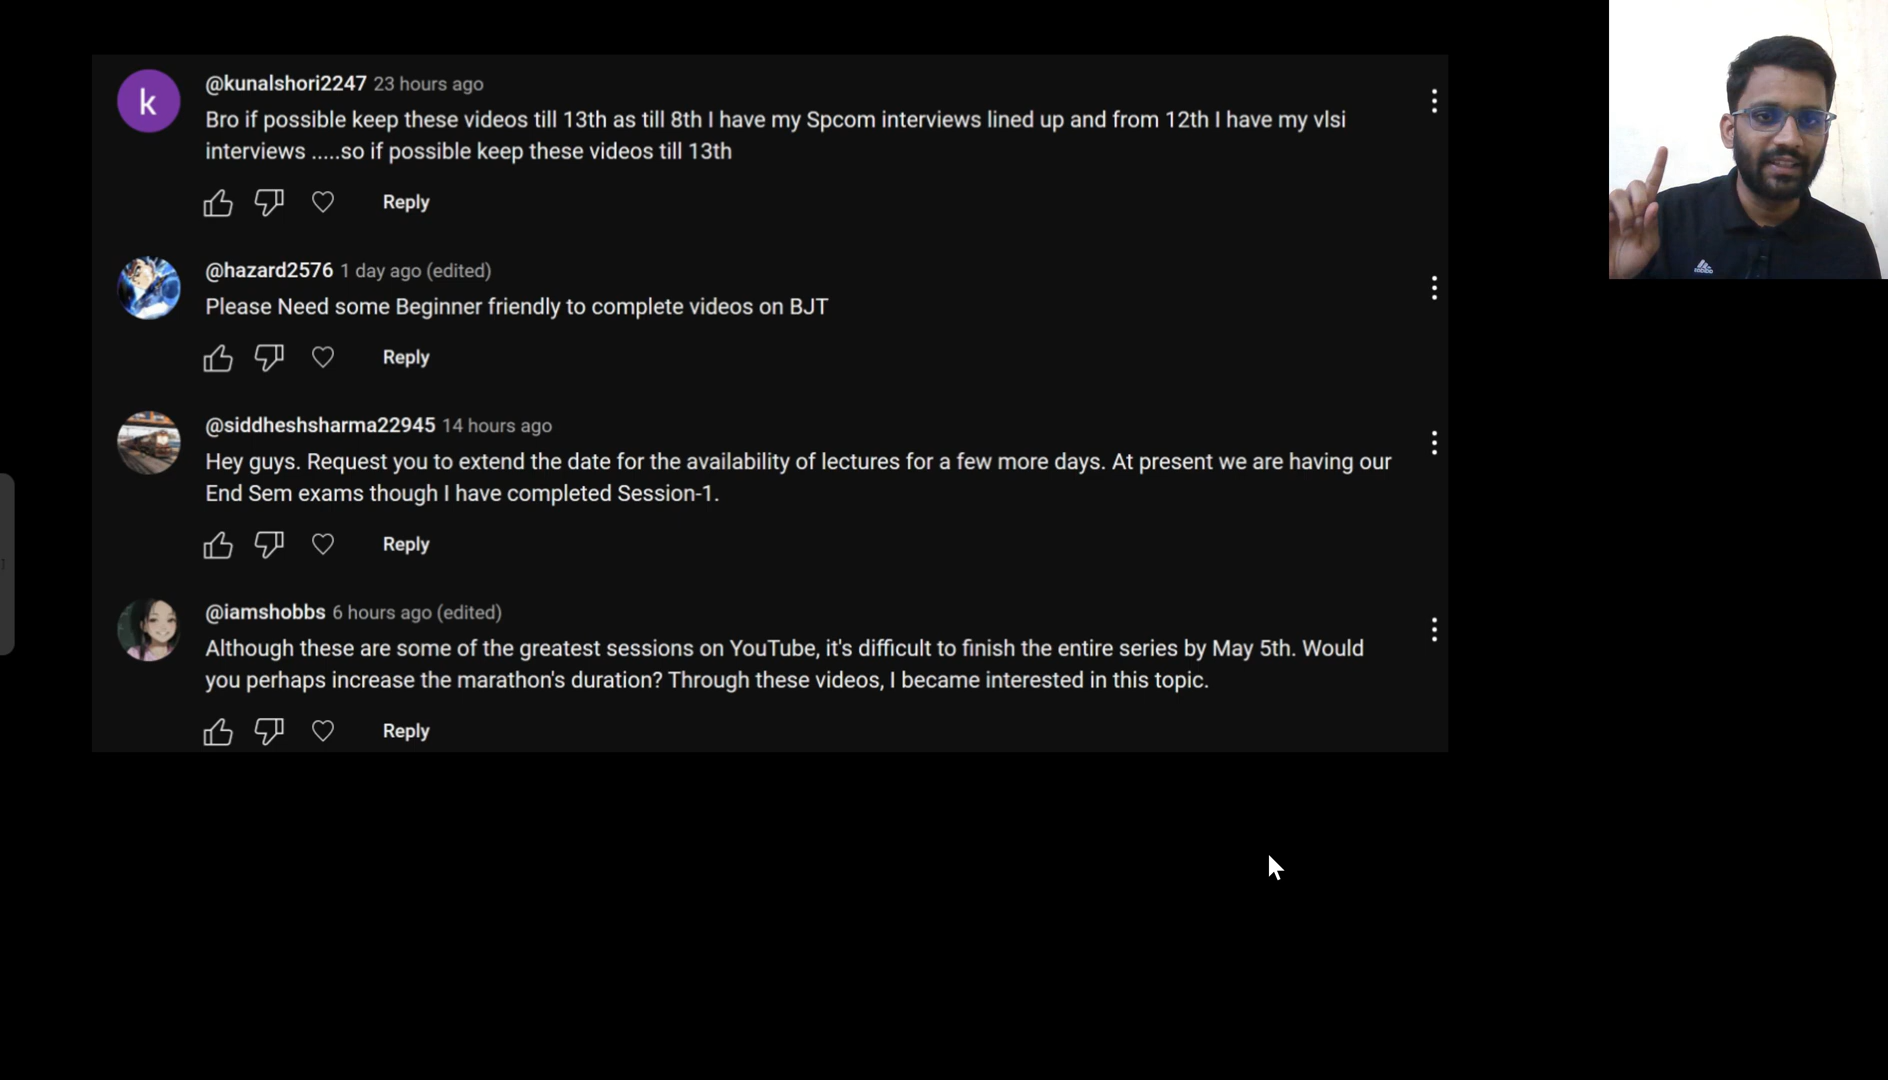 k
@kunalshori2247 23 hours ago
Bro if possible keep these videos till 13th as till 8th I have my Spcom interviews lined up and from 12th I have my vlsi
interviews .....so if possible keep these videos till 13th
Reply
@hazard2576 1 day ago (edited)
Please Need some Beginner friendly to complete videos on BJT
Reply
@siddheshsharma22945 14 hours ago
Hey guys. Request you to extend the date for the availability of lectures for a few more days. At present we are having our
End Sem exams though I have completed Session-1.
Reply
@iamshobbs 6 hours ago (edited)
Although these are some of the greatest sessions on YouTube, it's difficult to finish the entire series by May 5th. Would
you perhaps increase the marathon's duration? Through these videos, I became interested in this topic.
Reply